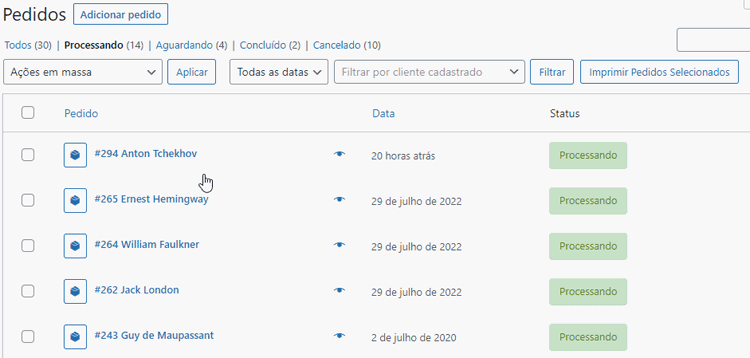 Pedidos Adicionar pedido
Todos (30) | Processando (14) | Aguardando (4) | Concluído (2) | Cancelado (10)
Ações em massa Aplicar Todas as datas Filtrar por cliente cadastrado Filtrar Imprimir Pedidos Selecionados
Pedido Data Status
#294 Anton Tchekhov 20 horas atrás Processando
#265 Ernest Hemingway 29 de julho de 2022 Processando
#264 William Faulkner 29 de julho de 2022 Processando
#262 Jack London 29 de julho de 2022 Processando
#243 Guy de Maupassant 2 de julho de 2020 Processando